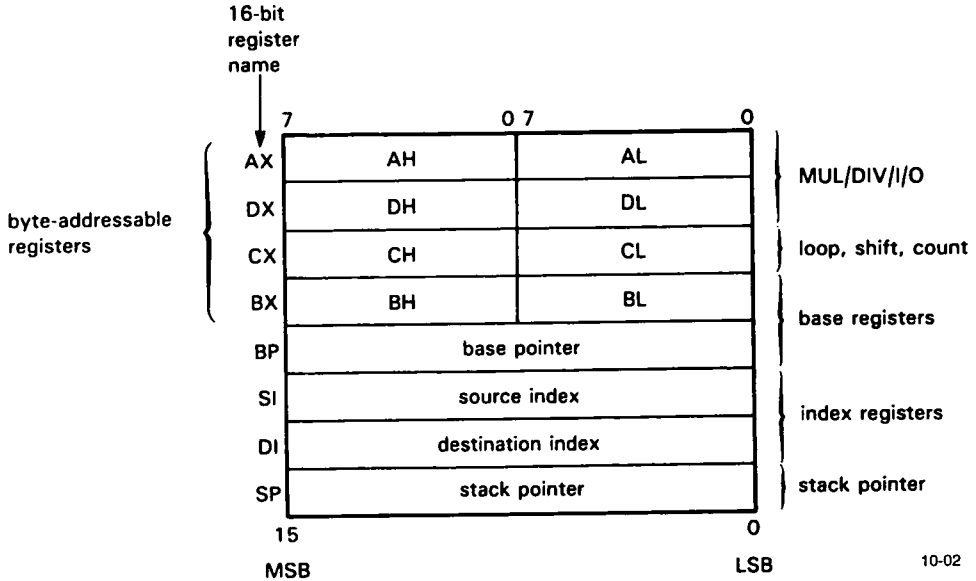 16-bit
register
name
7 0 7 0
AX AH AL
MUL/DIV/I/O
DX DH DL
byte-addressable
registers
CX CH CL loop, shift, count
BX BH BL
base registers
BP base pointer
SI source index
index registers
DI destination index
SP stack pointer stack pointer
15 0
MSB LSB
10-02